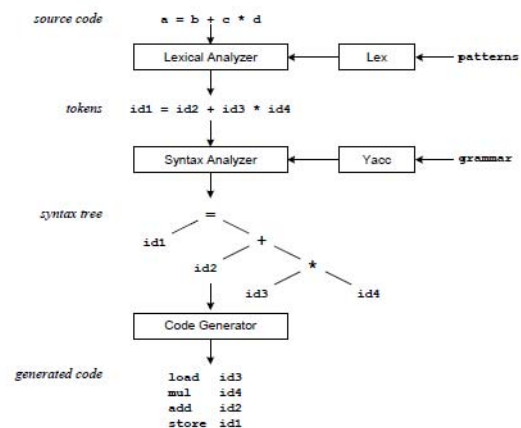 source code a = b + c * d
Lexical Analyzer Lex patterns
tokens id1 = id2 + id3 * id4
Syntax Analyzer Yacc grammar
syntax tree =
id1 +
id2 *
id3 id4
Code Generator
generated code
load id3
mul id4
add id2
store id1